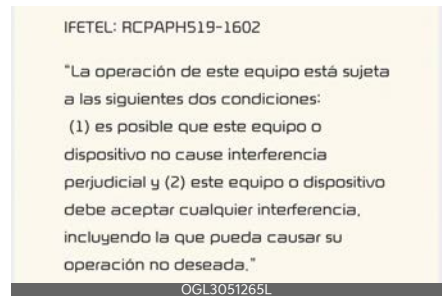 IFETEL: RCPAPH519-1602
"La operación de este equipo está sujeta
a las siguientes dos condiciones:
(1) es posible que este equipo o
dispositivo no cause interferencia
perjudicial y (2) este equipo o dispositivo
debe aceptar cualquier interferencia,
incluyendo la que pueda causar su
operación no deseada."
OGL3051265L